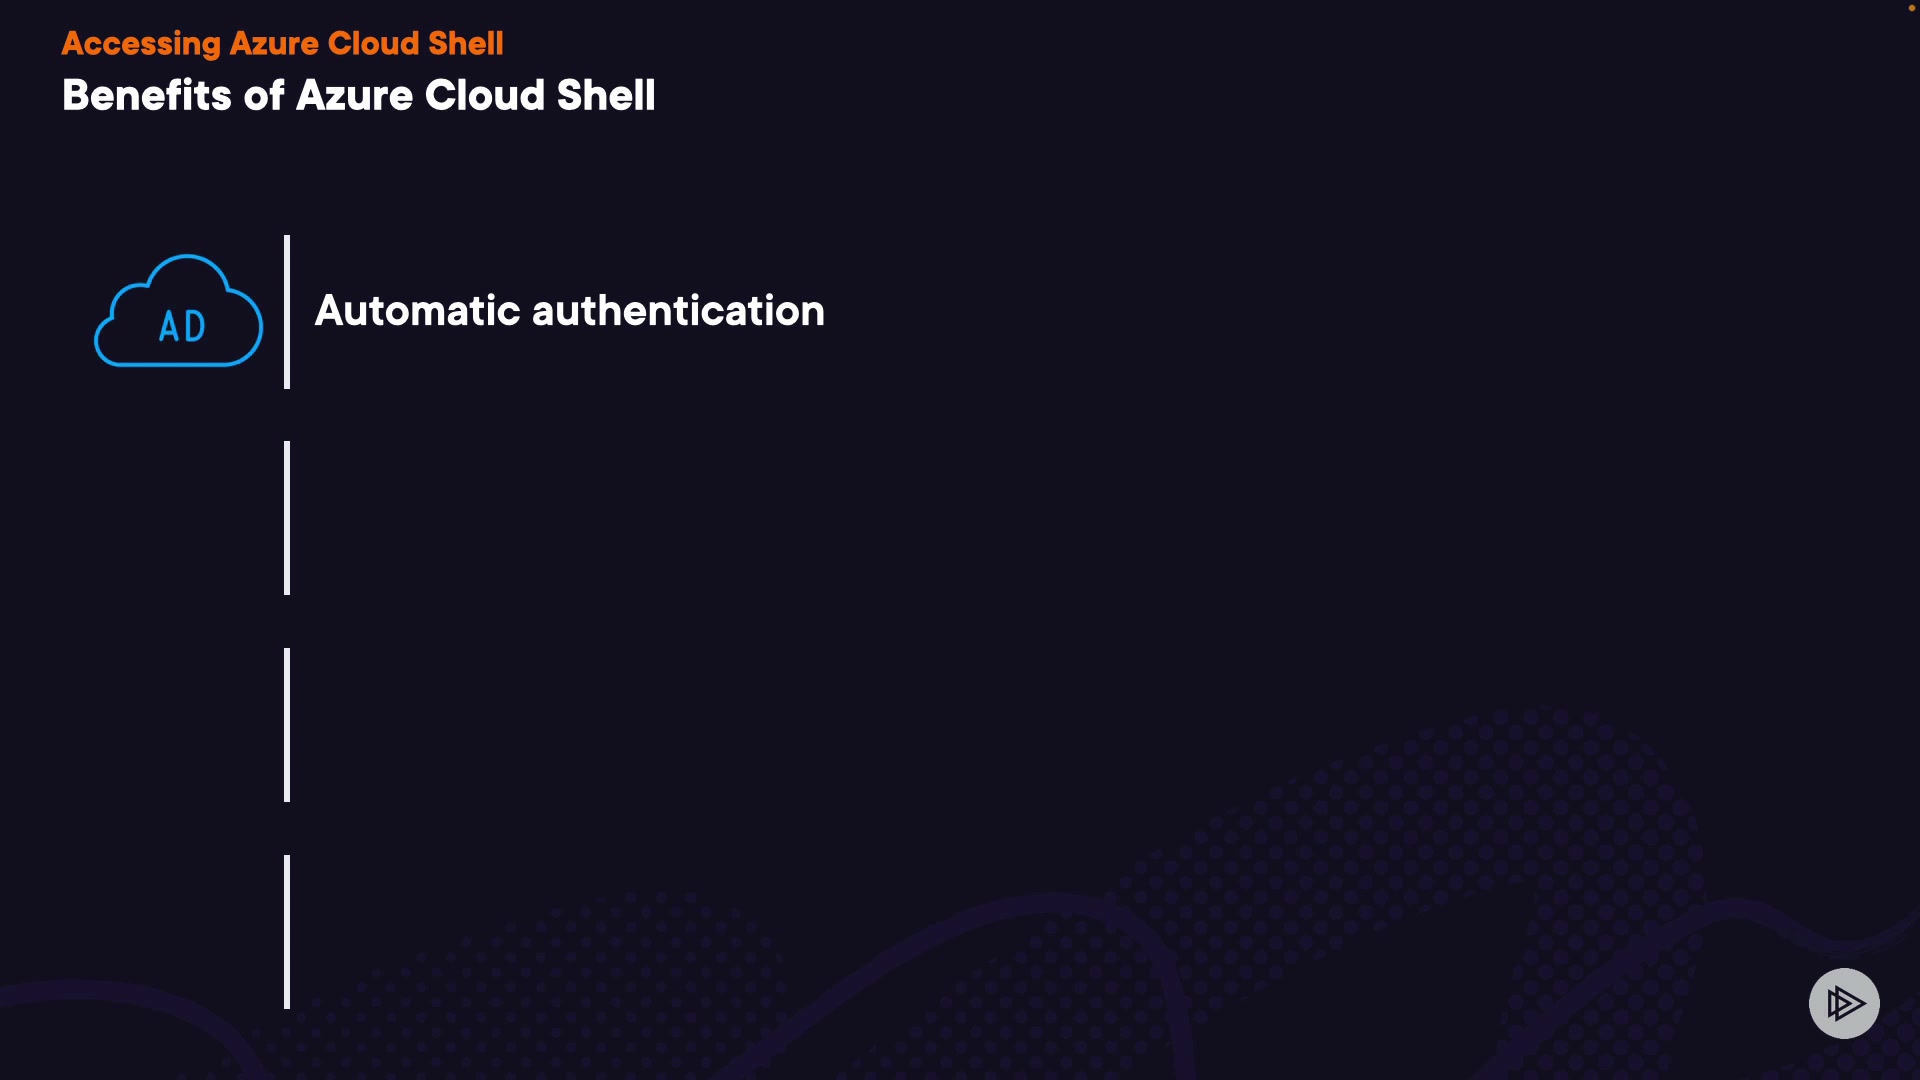 Accessing Azure Cloud Shell
Benefits of Azure Cloud Shell
AD
Automatic authentication